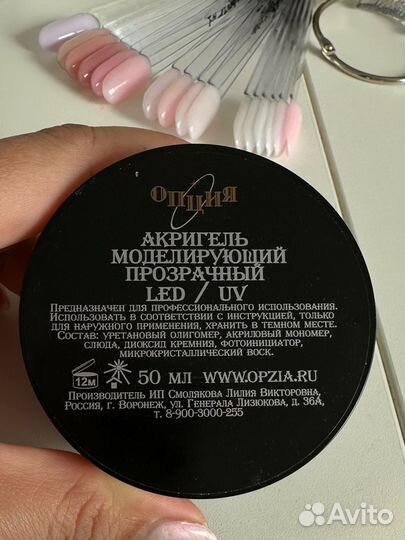 ОПЦИЯ
АКРИГЕЛЬ
МОДЕЛИРУЮЩИЙ
ПРОЗРАЧНЫЙ
LED / UV
ПРЕДНАЗНАЧЕН ДЛЯ ПРОФЕССИОНАЛЬНОГО ИСПОЛЬЗОВАНИЯ.
ИСПОЛЬЗОВАТЬ В СООТВЕТСТВИИ С ИНСТРУКЦИЕЙ, ТОЛЬКО
ДЛЯ НАРУЖНОГО ПРИМЕНЕНИЯ, ХРАНИТЬ В ТЕМНОМ МЕСТЕ.
СОСТАВ: УРЕТАНОВЫЙ ОЛИГОМЕР, АКРИЛОВЫЙ МОНОМЕР,
СЛЮДА, ДИОКСИД КРЕМНИЯ, ФОТОИНИЦИАТОР,
МИКРОКРИСТАЛЛИЧЕСКИЙ ВОСК.
12М 50 МЛ WWW.OPZIA.RU
ПРОИЗВОДИТЕЛЬ ИП СМОЛЯКОВА ЛИЛИЯ ВИКТОРОВНА,
РОССИЯ, Г. ВОРОНЕЖ, УЛ. ГЕНЕРАЛА ЛИЗЮКОВА, Д. 36А,
Т. 8-900-3000-255
Avito